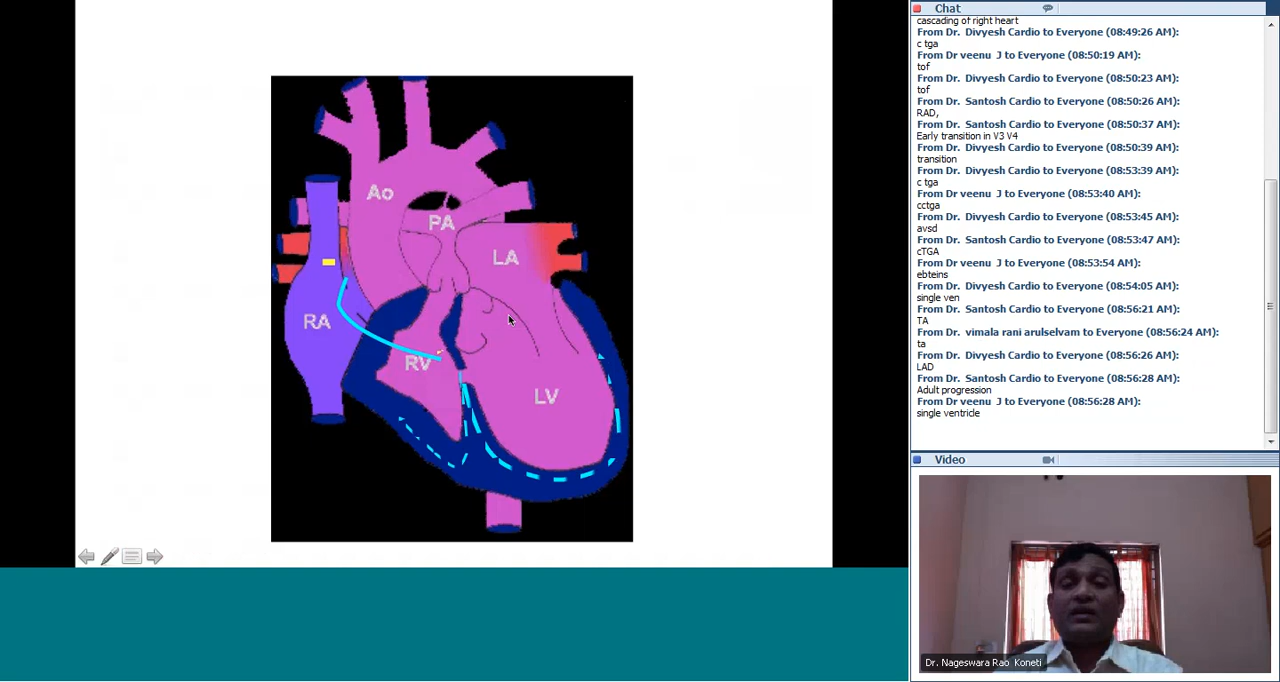 Ao
PA
LA
RA
RV
LV
Chat
cascading of right heart
From Dr. Divyesh Cardio to Everyone (08:49:26 AM):
c tga
From Dr veenu J to Everyone (08:50:19 AM):
tof
From Dr. Divyesh Cardio to Everyone (08:50:23 AM):
tof
From Dr. Santosh Cardio to Everyone (08:50:26 AM):
RAD,
From Dr. Santosh Cardio to Everyone (08:50:37 AM):
Early transition in V3 V4
From Dr. Divyesh Cardio to Everyone (08:50:39 AM):
transition
From Dr. Divyesh Cardio to Everyone (08:53:39 AM):
c tga
From Dr veenu J to Everyone (08:53:40 AM):
cctga
From Dr. Divyesh Cardio to Everyone (08:53:45 AM):
avsd
From Dr. Santosh Cardio to Everyone (08:53:47 AM):
cTGA
From Dr veenu J to Everyone (08:53:54 AM):
ebteins
From Dr. Divyesh Cardio to Everyone (08:54:05 AM):
single ven
From Dr. Santosh Cardio to Everyone (08:56:21 AM):
TA
From Dr. vimala rani arulselvam to Everyone (08:56:24 AM):
ta
From Dr. Divyesh Cardio to Everyone (08:56:26 AM):
LAD
From Dr. Santosh Cardio to Everyone (08:56:28 AM):
Adult progression
From Dr veenu J to Everyone (08:56:28 AM):
single ventricle
Video
Dr. Nageswara Rao Koneti